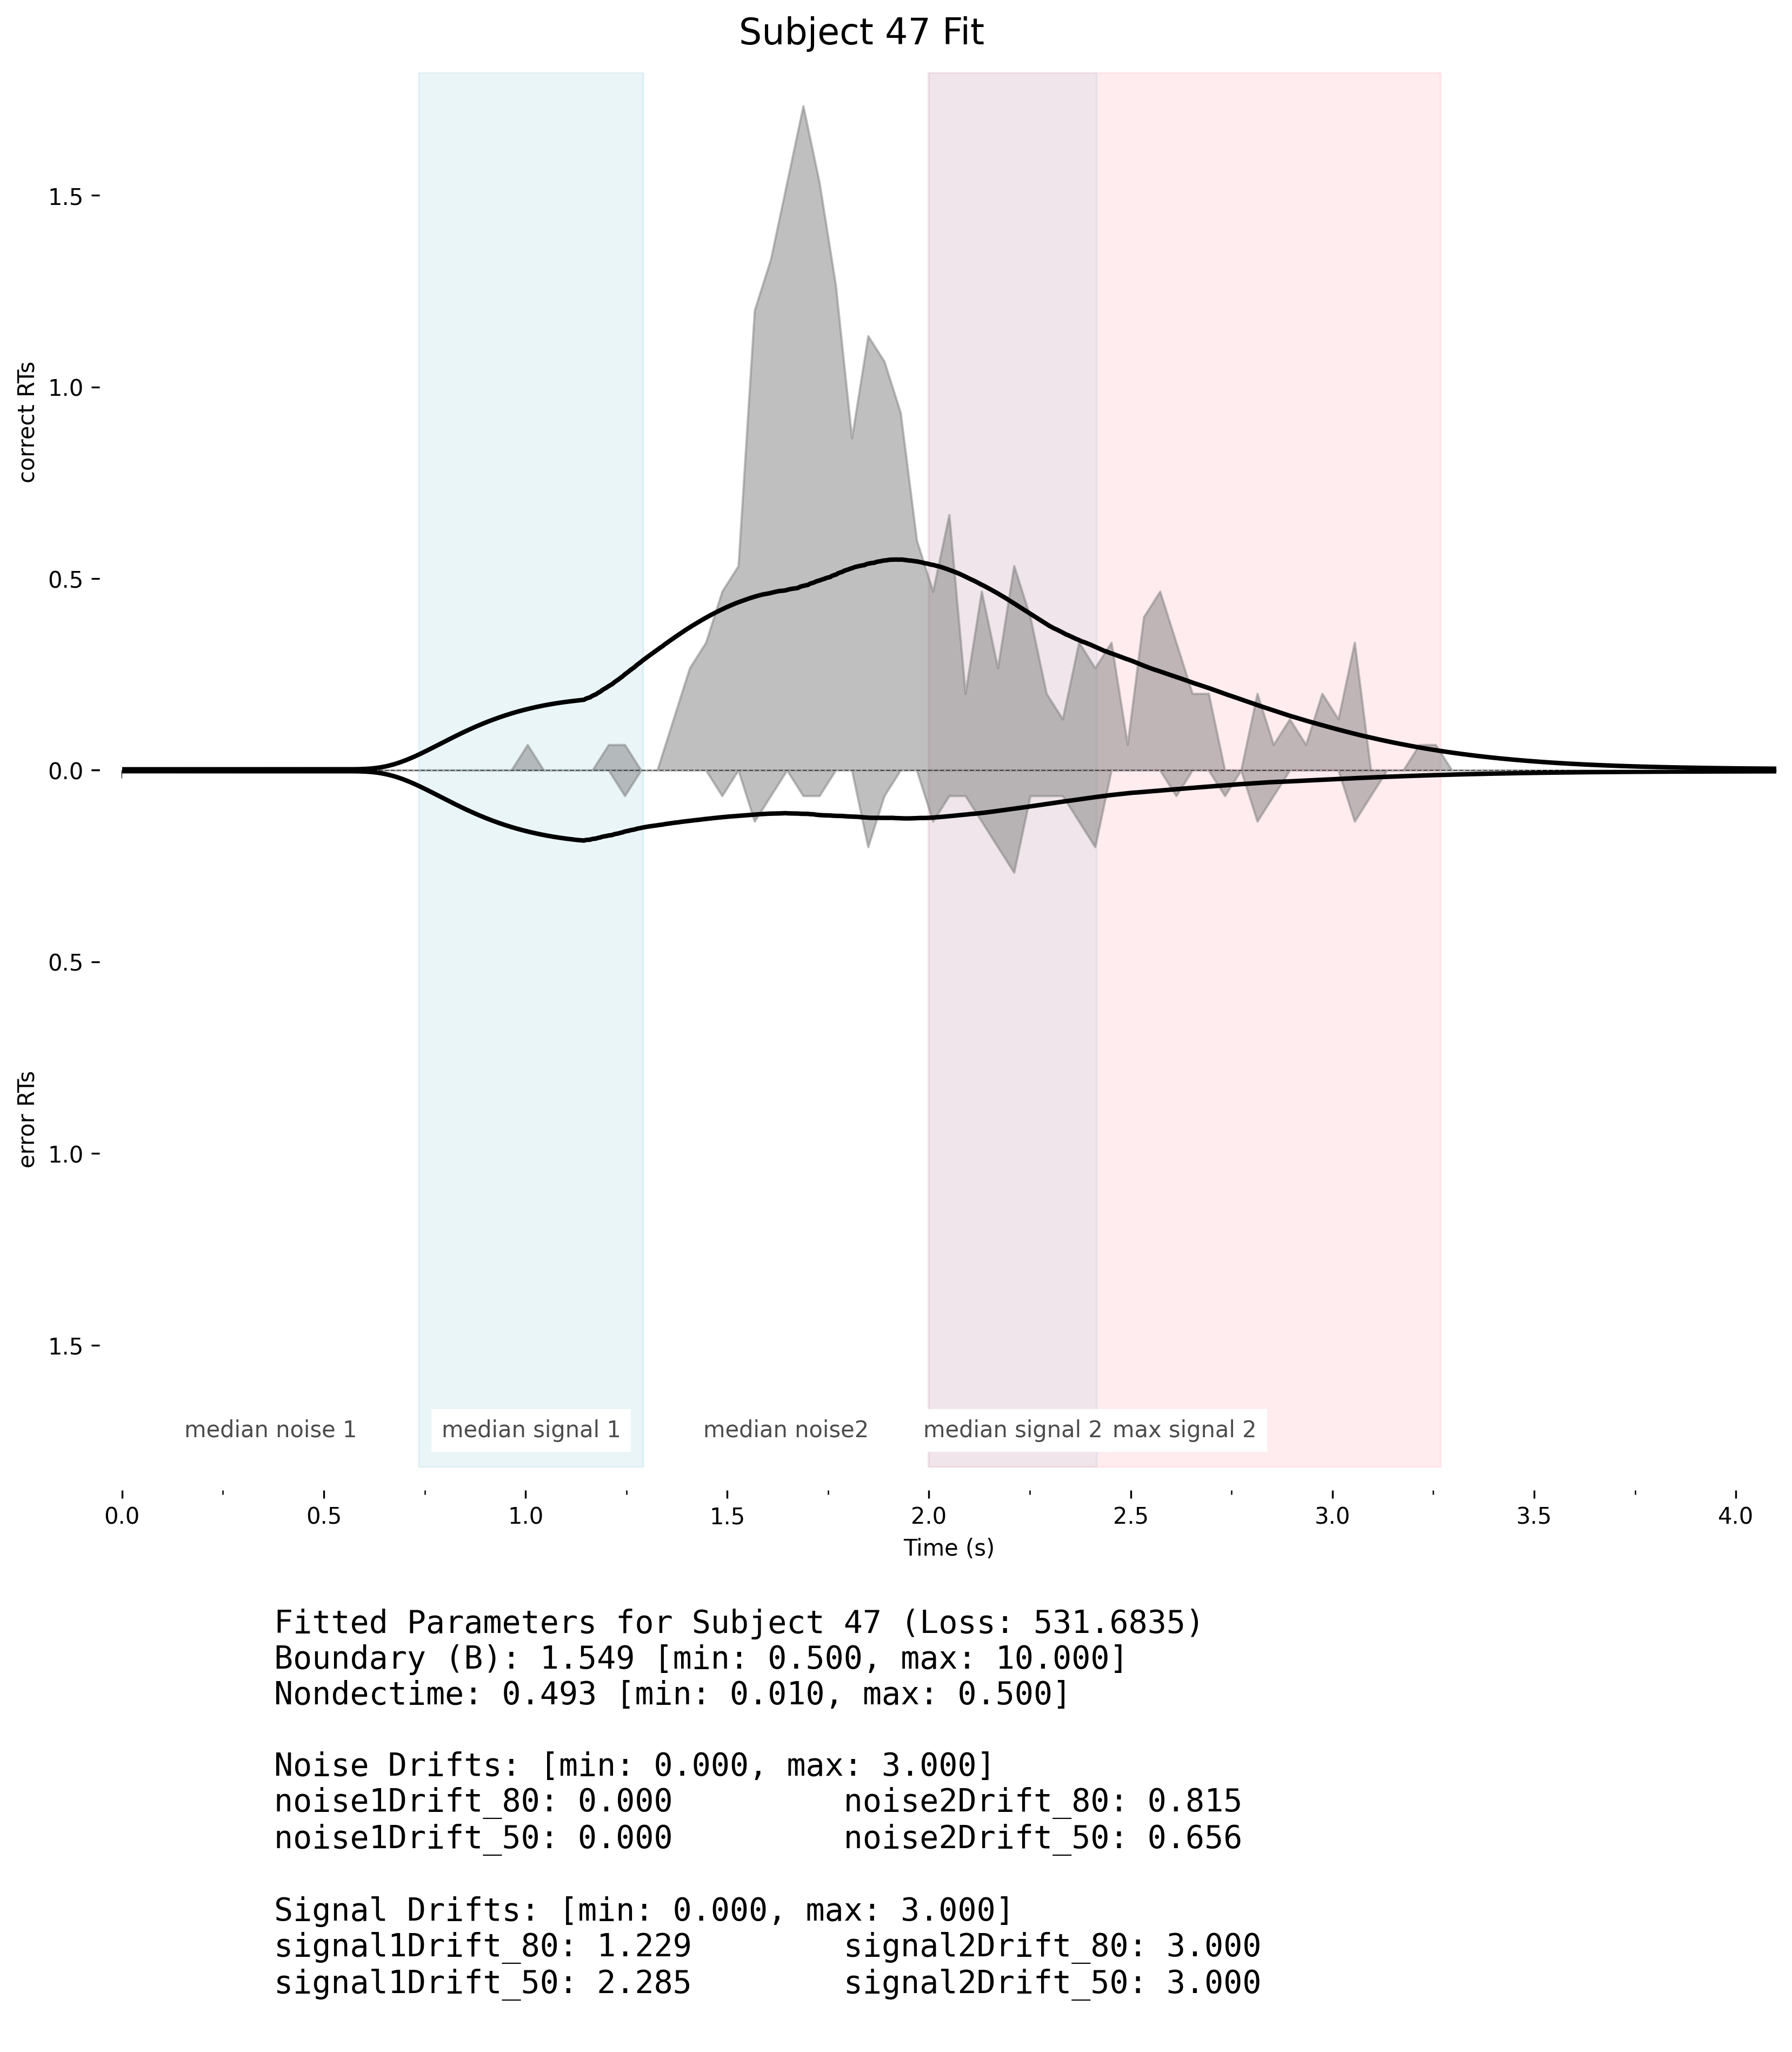 Subject 47 Fit
1.5
1.0
0.5
0.0
0.5
1.0
1.5
correct RTs
error RTs
median noise 1
median signal 1
median noise2
median signal 2
max signal 2
0.0
0.5
1.0
1.5
2.0
2.5
3.0
3.5
4.0
Time (s)
Fitted Parameters for Subject 47 (Loss: 531.6835)
Boundary (B): 1.549 [min: 0.500, max: 10.000]
Nondectime: 0.493 [min: 0.010, max: 0.500]
Noise Drifts: [min: 0.000, max: 3.000]
noise1Drift_80: 0.000 noise2Drift_80: 0.815
noise1Drift_50: 0.000 noise2Drift_50: 0.656
Signal Drifts: [min: 0.000, max: 3.000]
signal1Drift_80: 1.229 signal2Drift_80: 3.000
signal1Drift_50: 2.285 signal2Drift_50: 3.000